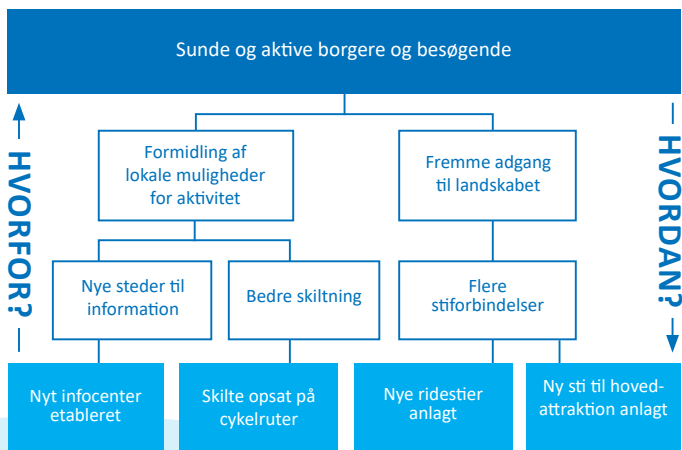 Sunde og aktive borgere og besøgende
HVORFOR?
HVORDAN?
Formidling af
lokale muligheder
for aktivitet
Fremme adgang
til landskabet
Nye steder til
information
Bedre skiltning
Flere
stiforbindelser
Nyt infocenter
etableret
Skilte opsat på
cykelruter
Nye ridestier
anlagt
Ny sti til hoved-
attraktion anlagt